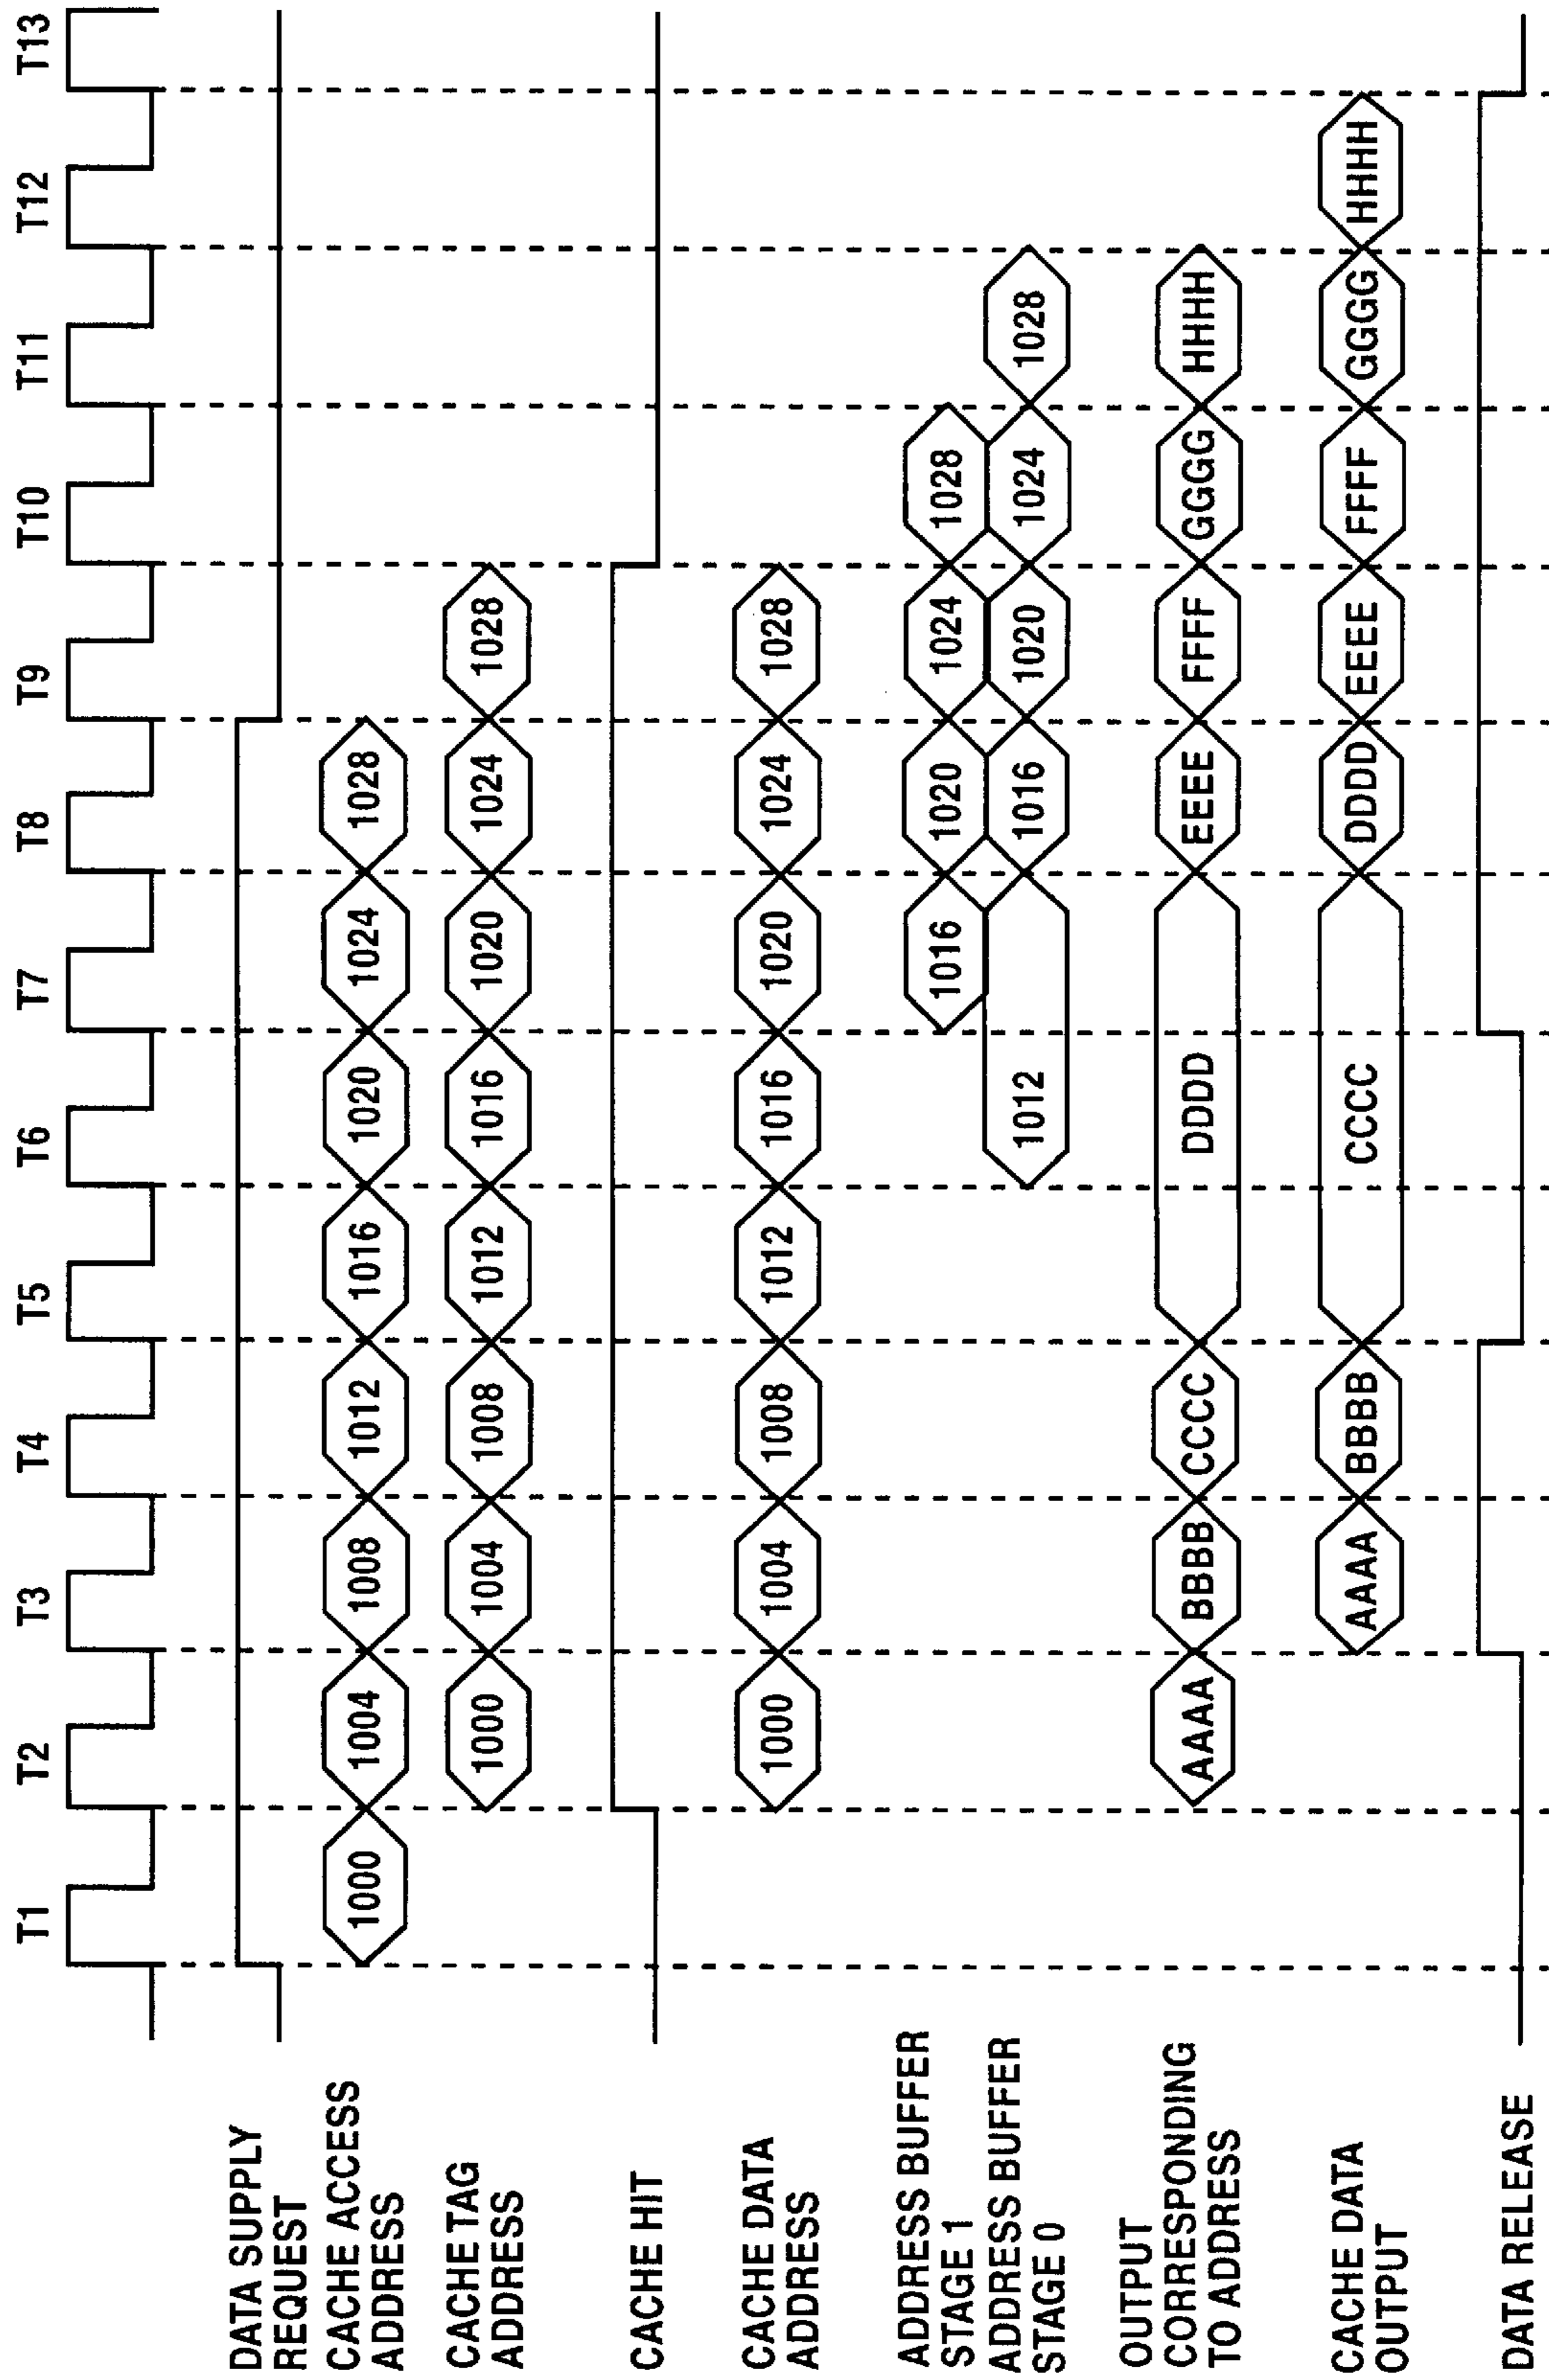 T1 T2 T3 T4 T5 T6 T7 T8 T9 T10 T11 T12 T13
DATA SUPPLY
REQUEST
CACHE ACCESS
ADDRESS
1000 1004 1008 1012 1016 1020 1024 1028
CACHE TAG
ADDRESS
1000 1004 1008 1012 1016 1020 1024 1028
CACHE HIT
CACHE DATA
ADDRESS
1000 1004 1008 1012 1016 1020 1024 1028
ADDRESS BUFFER
STAGE 1
1016 1020 1024 1028
ADDRESS BUFFER
STAGE 0
1012 1016 1020 1024 1028
OUTPUT
CORRESPONDING
TO ADDRESS
AAAA BBBB CCCC DDDD EEEE FFFF GGGG HHHH
CACHE DATA
OUTPUT
AAAA BBBB CCCC DDDD EEEE FFFF GGGG HHHH
DATA RELEASE